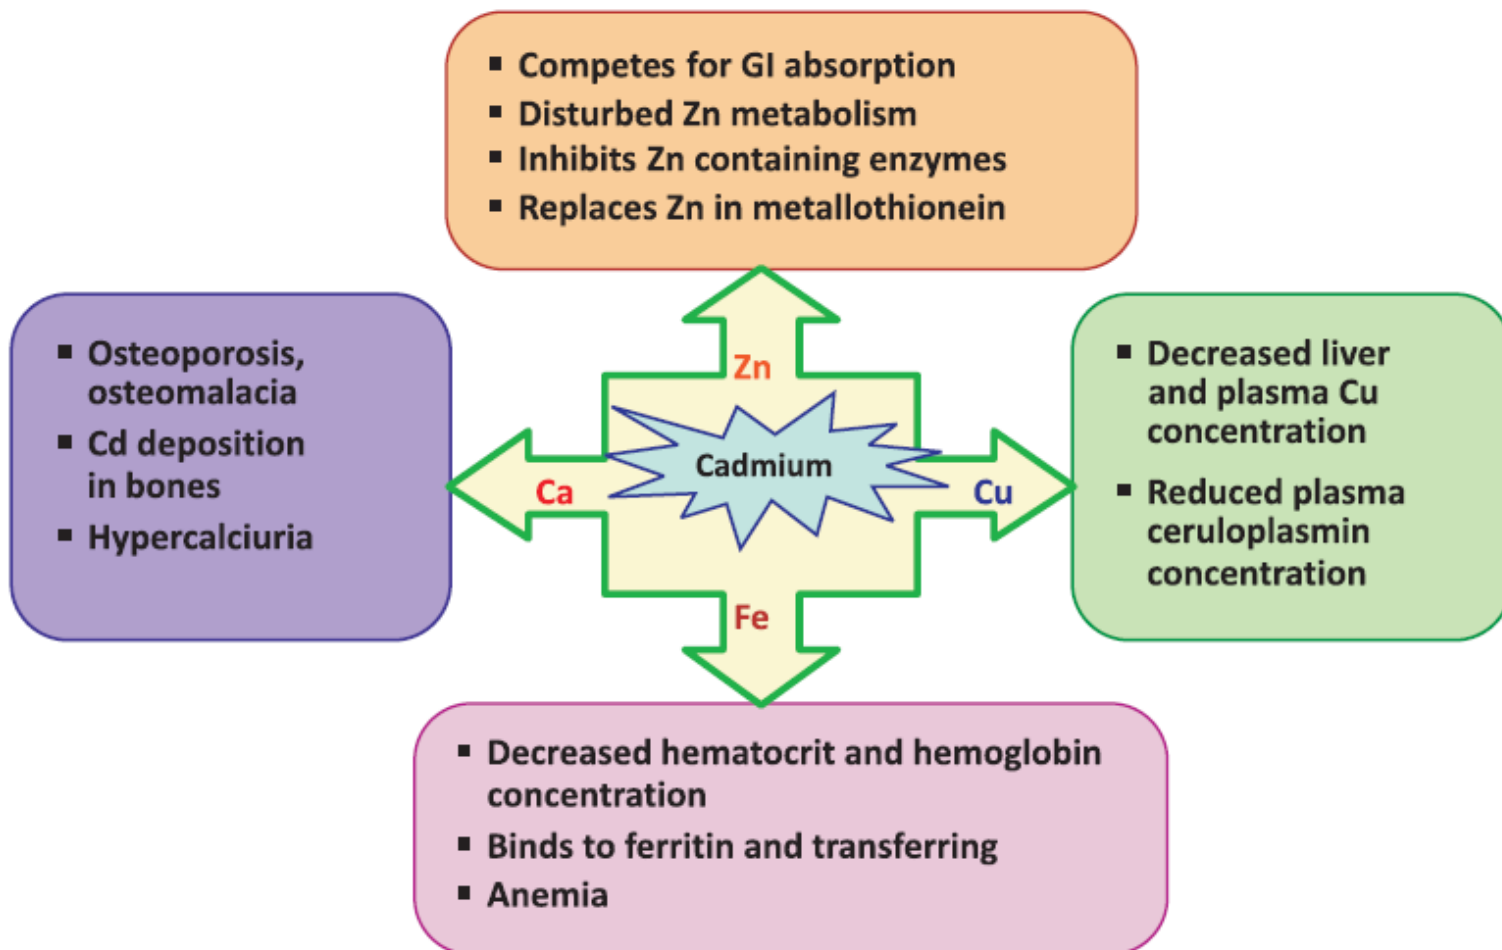 ▪ Competes for GI absorption
▪ Disturbed Zn metabolism
▪ Inhibits Zn containing enzymes
▪ Replaces Zn in metallothionein
▪ Osteoporosis,
osteomalacia
▪ Cd deposition
in bones
▪ Hypercalciuria
Zn
Ca
Cadmium
Cu
Fe
▪ Decreased liver
and plasma Cu
concentration
▪ Reduced plasma
ceruloplasmin
concentration
▪ Decreased hematocrit and hemoglobin
concentration
▪ Binds to ferritin and transferring
▪ Anemia